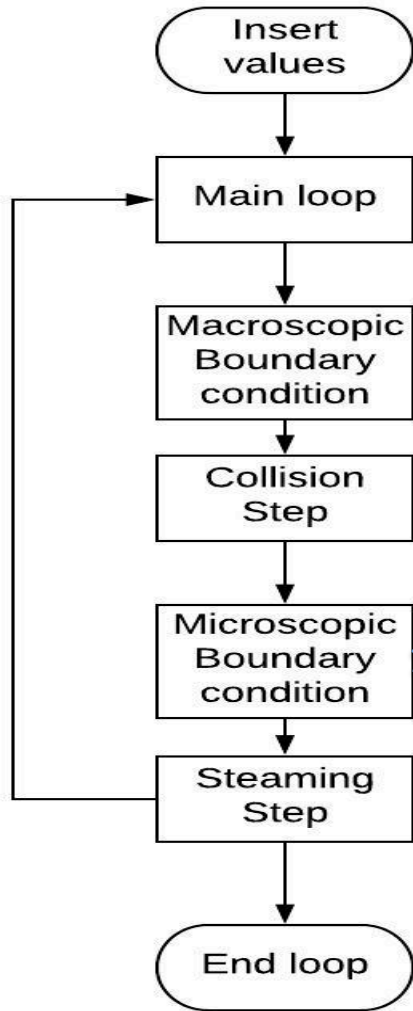 Insert
values
Main loop
Macroscopic
Boundary
condition
Collision
Step
Microscopic
Boundary
condition
Steaming
Step
End loop